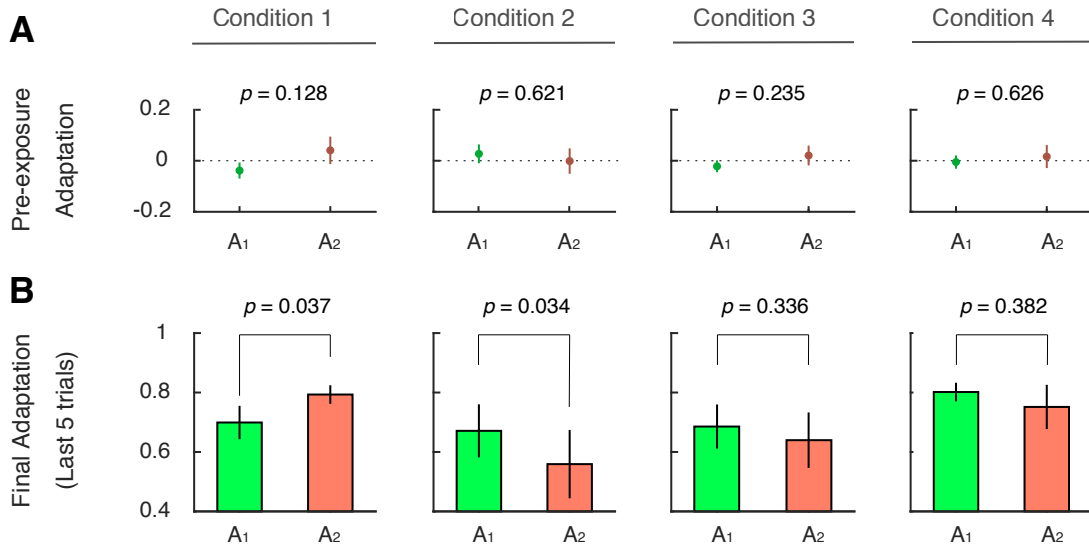 A
Condition 1
Condition 2
Condition 3
Condition 4
Pre-exposure
Adaptation
p = 0.128
p = 0.621
p = 0.235
p = 0.626
0.2
0
-0.2
A1 A2
A1 A2
A1 A2
A1 A2
B
Final Adaptation
(Last 5 trials)
p = 0.037
p = 0.034
p = 0.336
p = 0.382
1
0.8
0.6
0.4
A1 A2
A1 A2
A1 A2
A1 A2